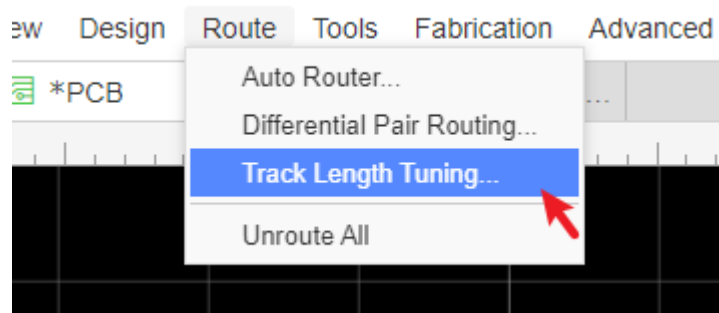 ew Design Route Tools Fabrication Advanced
*PCB
Auto Router...
...
Differential Pair Routing...
Track Length Tuning...
Unroute All